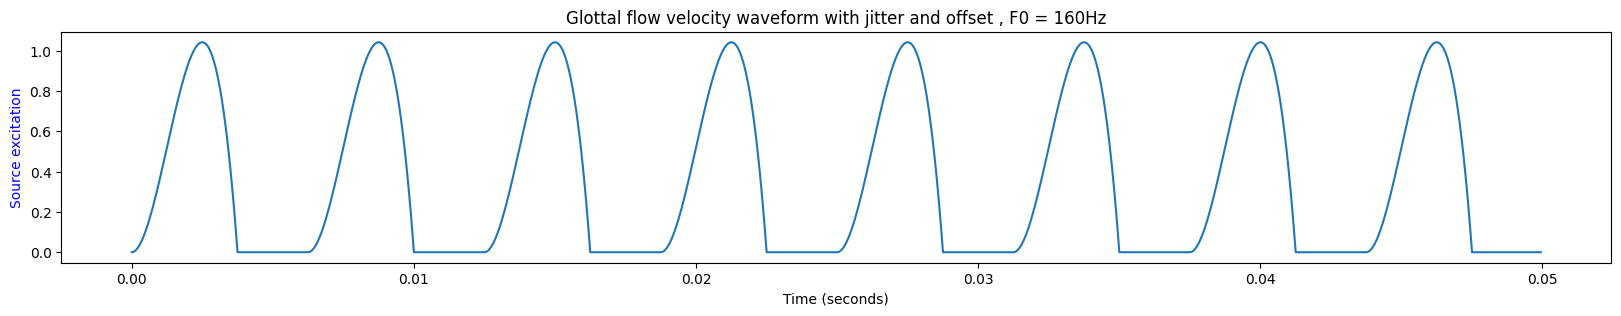 Glottal flow velocity waveform with jitter and offset , F0 = 160Hz
1.0
0.8
0.6
0.4
0.2
0.0
Source excitation
0.00 0.01 0.02 0.03 0.04 0.05
Time (seconds)